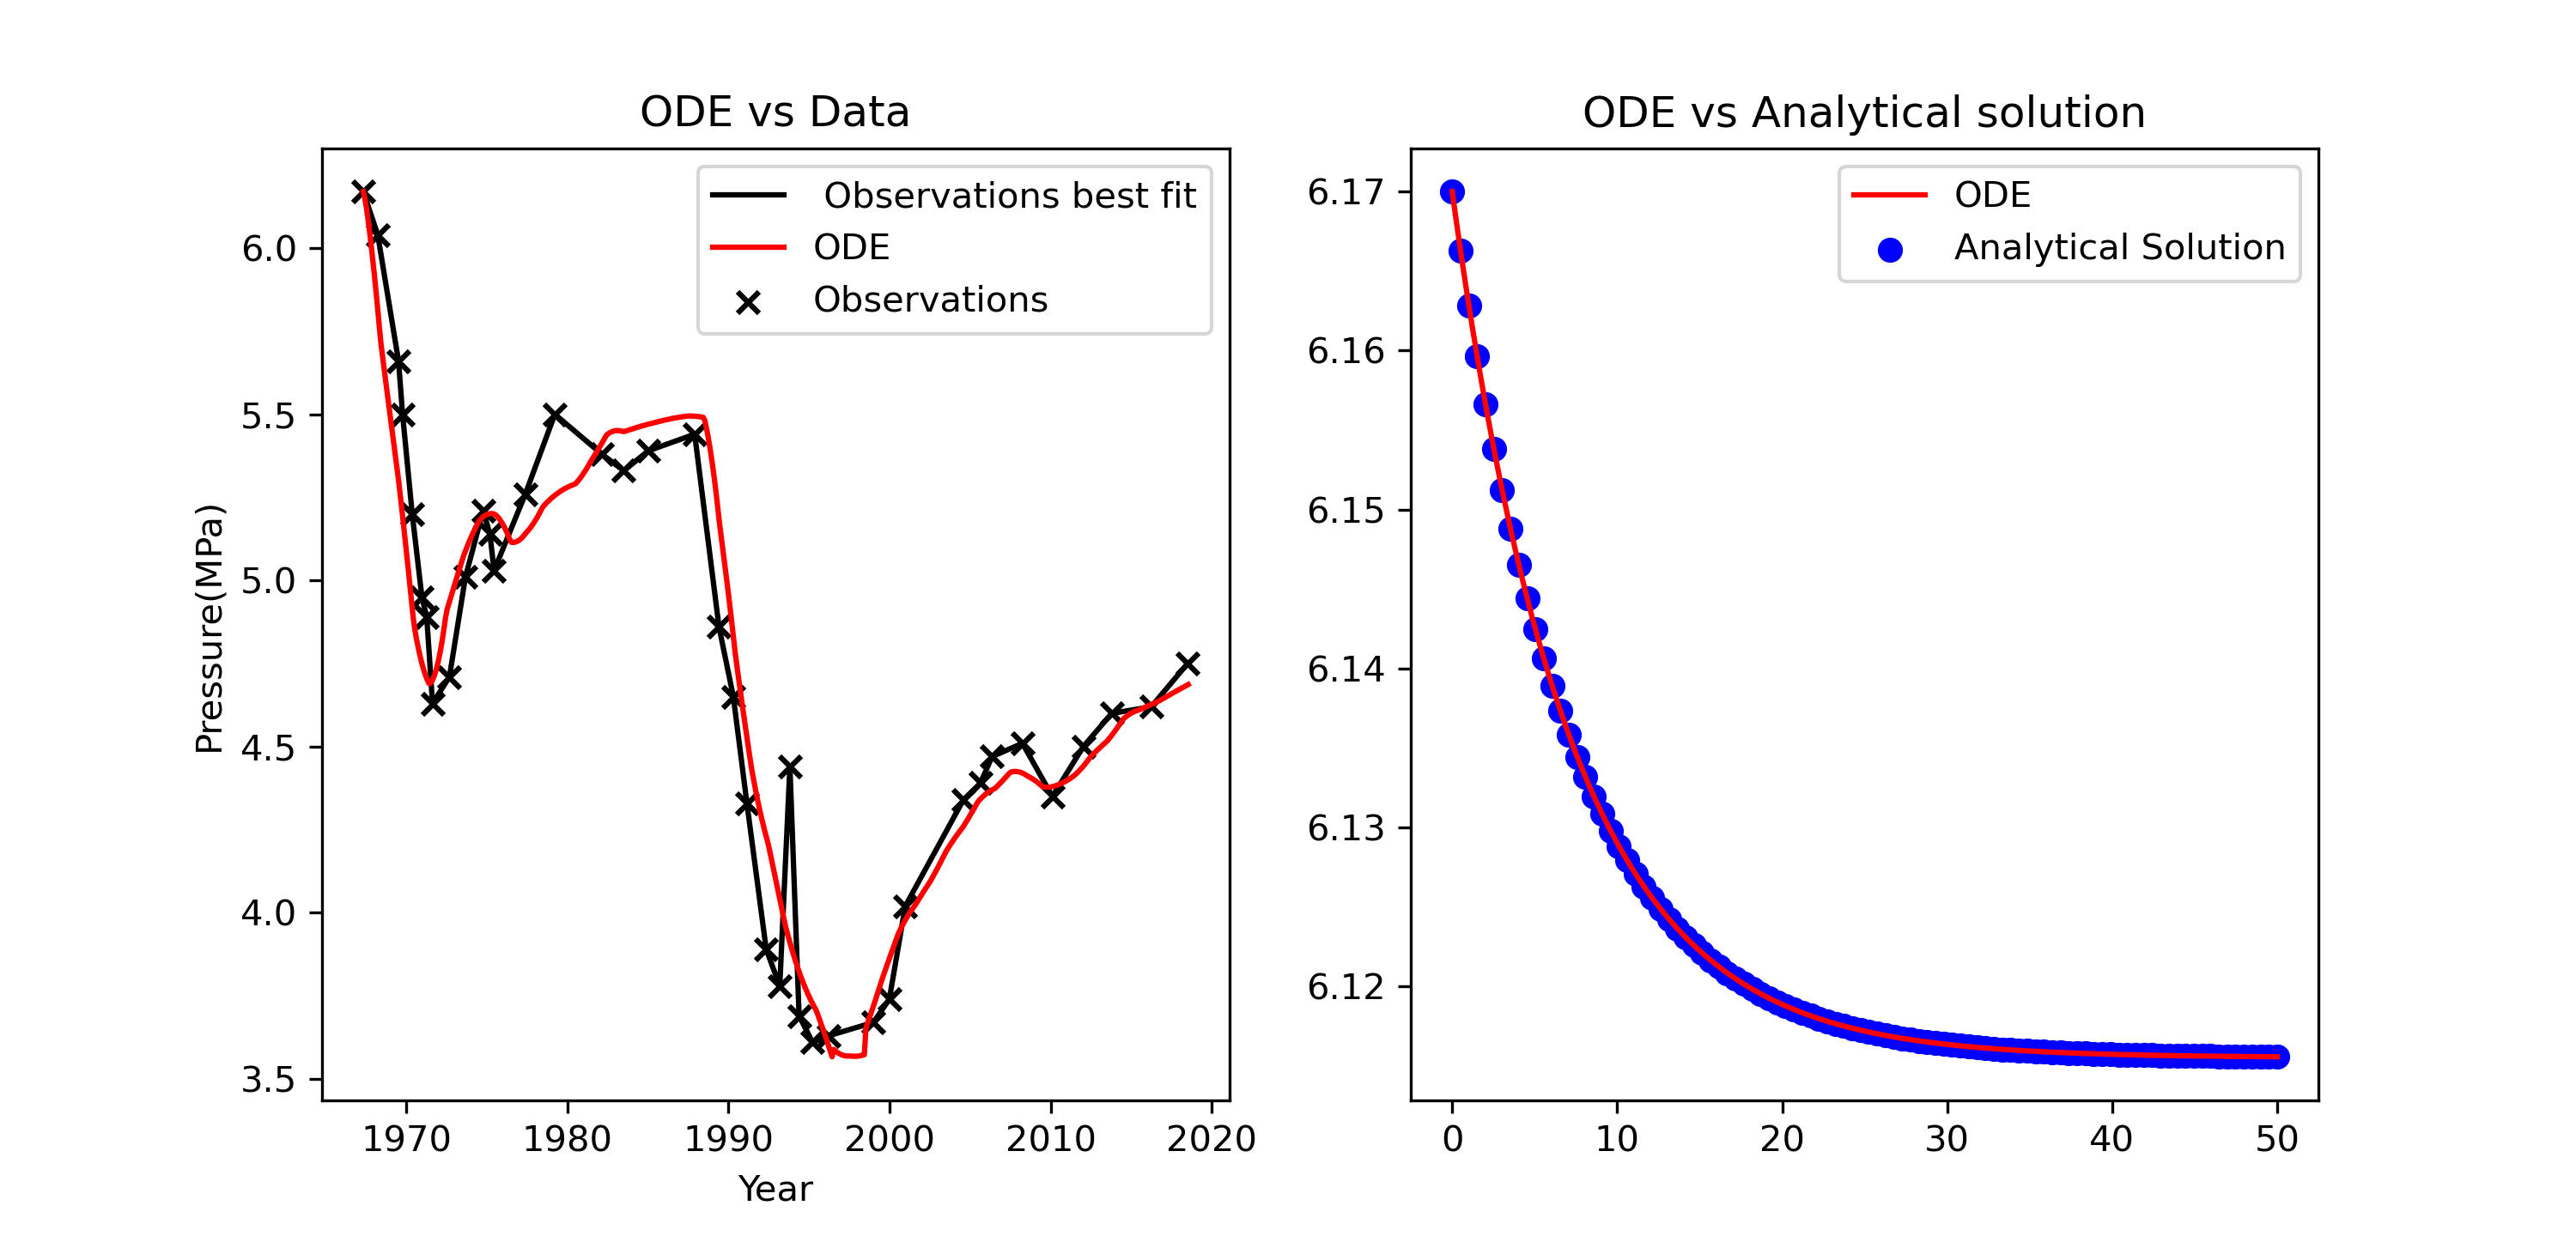 ODE vs Data
Observations best fit
ODE
Observations
Pressure(MPa)
6.0
5.5
5.0
4.5
4.0
3.5
1970 1980 1990 2000 2010 2020
Year
ODE vs Analytical solution
ODE
Analytical Solution
6.17
6.16
6.15
6.14
6.13
6.12
0 10 20 30 40 50